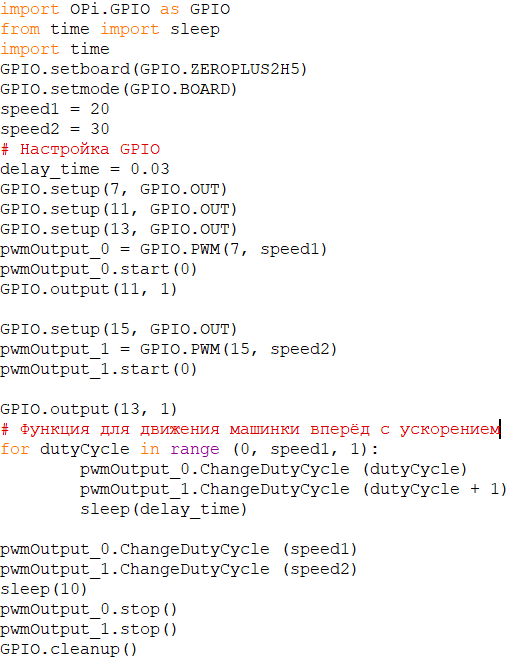 import OPi.GPIO as GPIO
from time import sleep
import time
GPIO.setboard(GPIO.ZEROPLUS2H5)
GPIO.setmode(GPIO.BOARD)
speed1 = 20
speed2 = 30
# Настройка GPIO
delay_time = 0.03
GPIO.setup(7, GPIO.OUT)
GPIO.setup(11, GPIO.OUT)
GPIO.setup(13, GPIO.OUT)
pwmOutput_0 = GPIO.PWM(7, speed1)
pwmOutput_0.start(0)
GPIO.output(11, 1)

GPIO.setup(15, GPIO.OUT)
pwmOutput_1 = GPIO.PWM(15, speed2)
pwmOutput_1.start(0)

GPIO.output(13, 1)
# Функция для движения машинки вперёд с ускорением
for dutyCycle in range (0, speed1, 1):
        pwmOutput_0.ChangeDutyCycle (dutyCycle)
        pwmOutput_1.ChangeDutyCycle (dutyCycle + 1)
        sleep(delay_time)

pwmOutput_0.ChangeDutyCycle (speed1)
pwmOutput_1.ChangeDutyCycle (speed2)
sleep(10)
pwmOutput_0.stop()
pwmOutput_1.stop()
GPIO.cleanup()